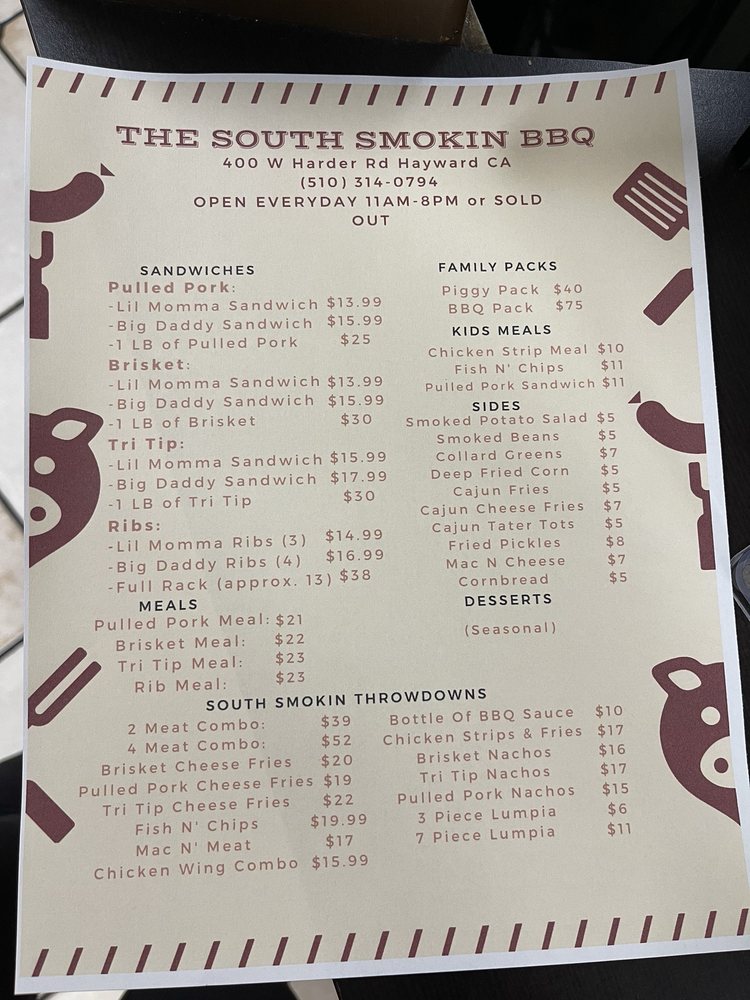 THE SOUTH SMOKIN BBQ
400 W Harder Rd Hayward CA
(510) 314-0794
OPEN EVERYDAY 11AM-8PM or SOLD
OUT
SANDWICHES
Pulled Pork:
-Lil Momma Sandwich $13.99
-Big Daddy Sandwich $15.99
-1 LB of Pulled Pork $25
Brisket:
-Lil Momma Sandwich $13.99
-Big Daddy Sandwich $15.99
-1 LB of Brisket $30
Tri Tip:
-Lil Momma Sandwich $15.99
-Big Daddy Sandwich $17.99
-1 LB of Tri Tip $30
Ribs:
-Lil Momma Ribs (3) $14.99
-Big Daddy Ribs (4) $16.99
-Full Rack (approx. 13) $38
MEALS
Pulled Pork Meal: $21
Brisket Meal: $22
Tri Tip Meal: $23
Rib Meal: $23
FAMILY PACKS
Piggy Pack $40
BBQ Pack $75
KIDS MEALS
Chicken Strip Meal $10
Fish N' Chips $11
Pulled Pork Sandwich $11
SIDES
Smoked Potato Salad $5
Smoked Beans $5
Collard Greens $7
Deep Fried Corn $5
Cajun Fries $5
Cajun Cheese Fries $7
Cajun Tater Tots $5
Fried Pickles $8
Mac N Cheese $7
Cornbread $5
DESSERTS
(Seasonal)
SOUTH SMOKIN THROWDOWNS
2 Meat Combo: $39
4 Meat Combo: $52
Brisket Cheese Fries $20
Pulled Pork Cheese Fries $19
Tri Tip Cheese Fries $22
Fish N' Chips $19.99
Mac N' Meat $17
Chicken Wing Combo $15.99
Bottle Of BBQ Sauce $10
Chicken Strips & Fries $17
Brisket Nachos $16
Tri Tip Nachos $17
Pulled Pork Nachos $15
3 Piece Lumpia $6
7 Piece Lumpia $11